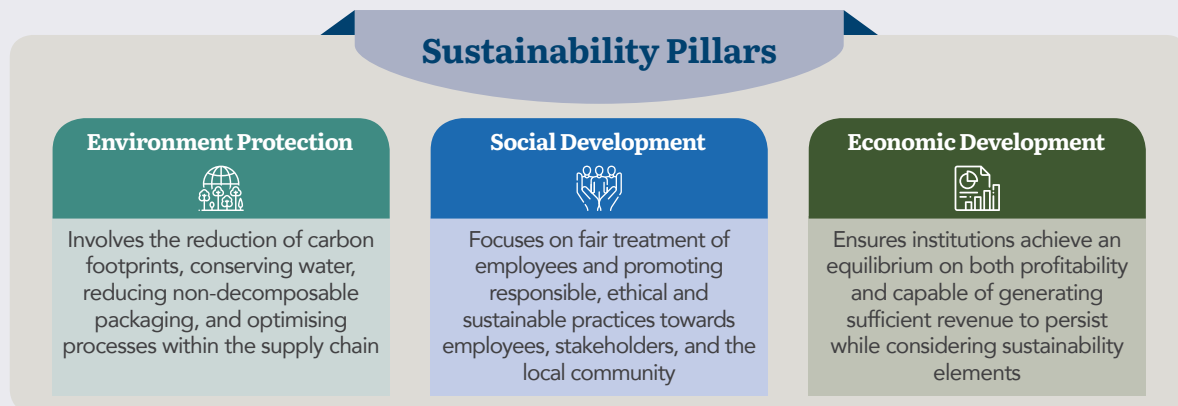 Sustainability Pillars
Environment Protection
Involves the reduction of carbon
footprints, conserving water,
reducing non-decomposable
packaging, and optimising
processes within the supply chain
Social Development
Focuses on fair treatment of
employees and promoting
responsible, ethical and
sustainable practices towards
employees, stakeholders, and the
local community
Economic Development
Ensures institutions achieve an
equilibrium on both profitability
and capable of generating
sufficient revenue to persist
while considering sustainability
elements